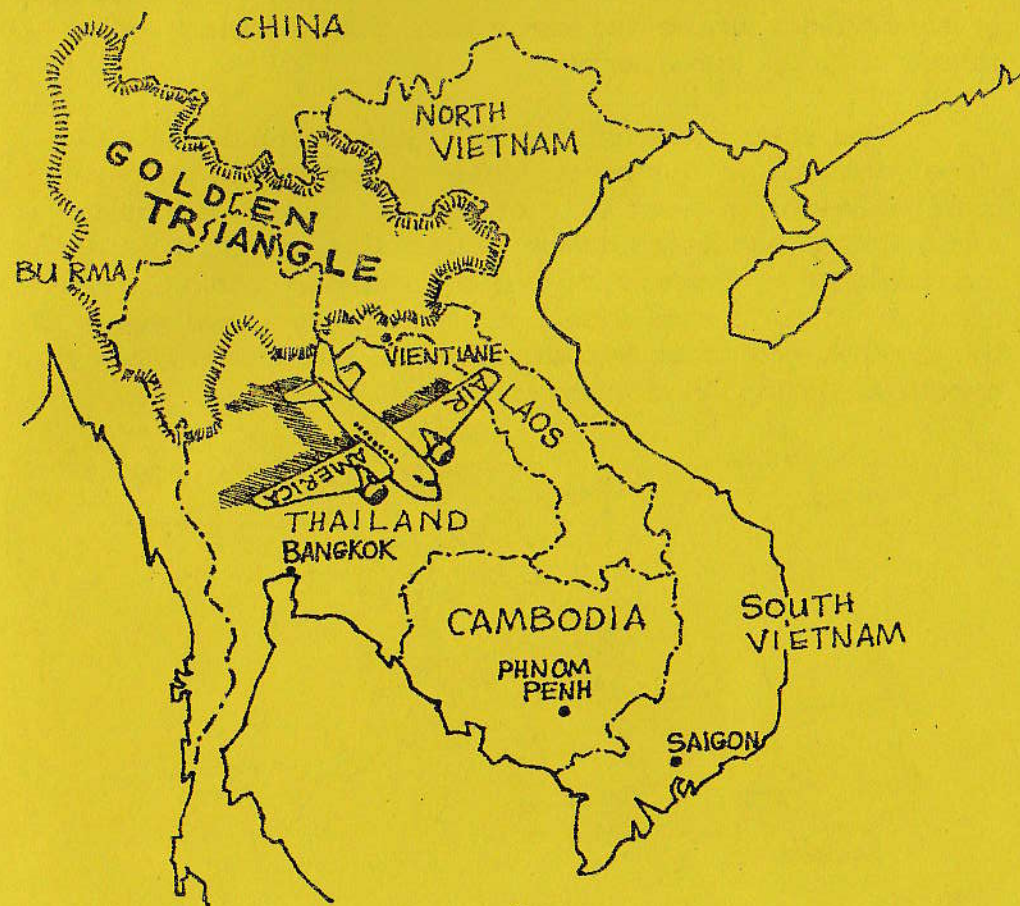 CHINA
NORTH
VIETNAM
GOLDEN
TRIANGLE
BURMA
VIENTIANE
AIR
LAOS
AMERICA
THAILAND
BANGKOK
CAMBODIA
SOUTH
VIETNAM
PHNOM
PENH
SAIGON